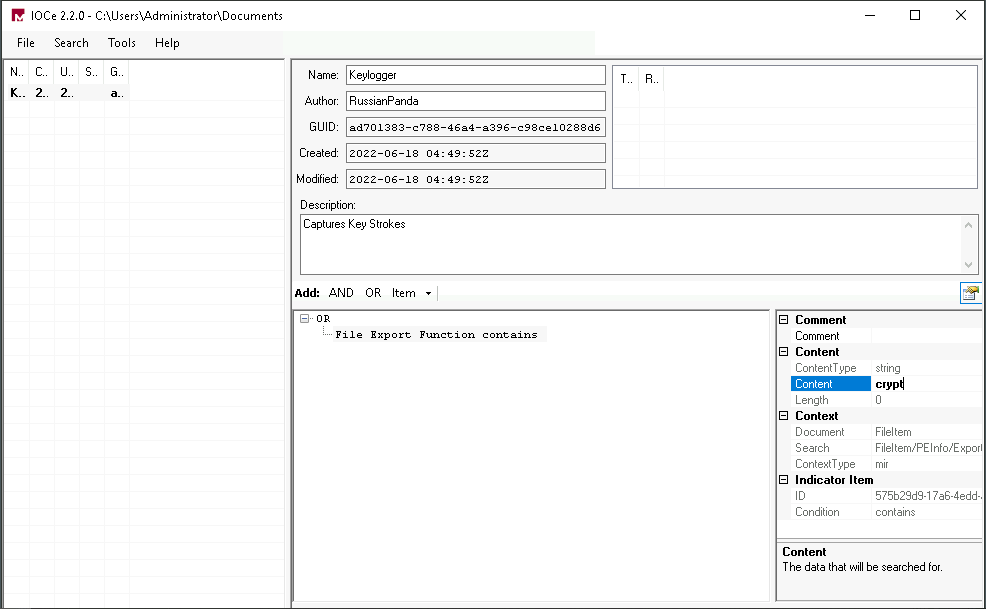 IOCe 2.2.0 - C:\Users\Administrator\Documents
File Search Tools Help
N.. C.. U.. S.. G..
K.. 2.. 2.. a..
Name: Keylogger
Author: RussianPanda
GUID: ad701383-c788-46a4-a396-c98ce10288d6
Created: 2022-06-18 04:49:52Z
Modified: 2022-06-18 04:49:52Z
T.. R..
Description:
Captures Key Strokes
Add: AND OR Item
OR
File Export Function contains
Comment
Comment
Content
ContentType string
Content crypt
Length 0
Context
Document FileItem
Search FileItem/PEInfo/Export
ContextType mir
Indicator Item
ID 575b29d9-17a6-4edd-
Condition contains
Content
The data that will be searched for.